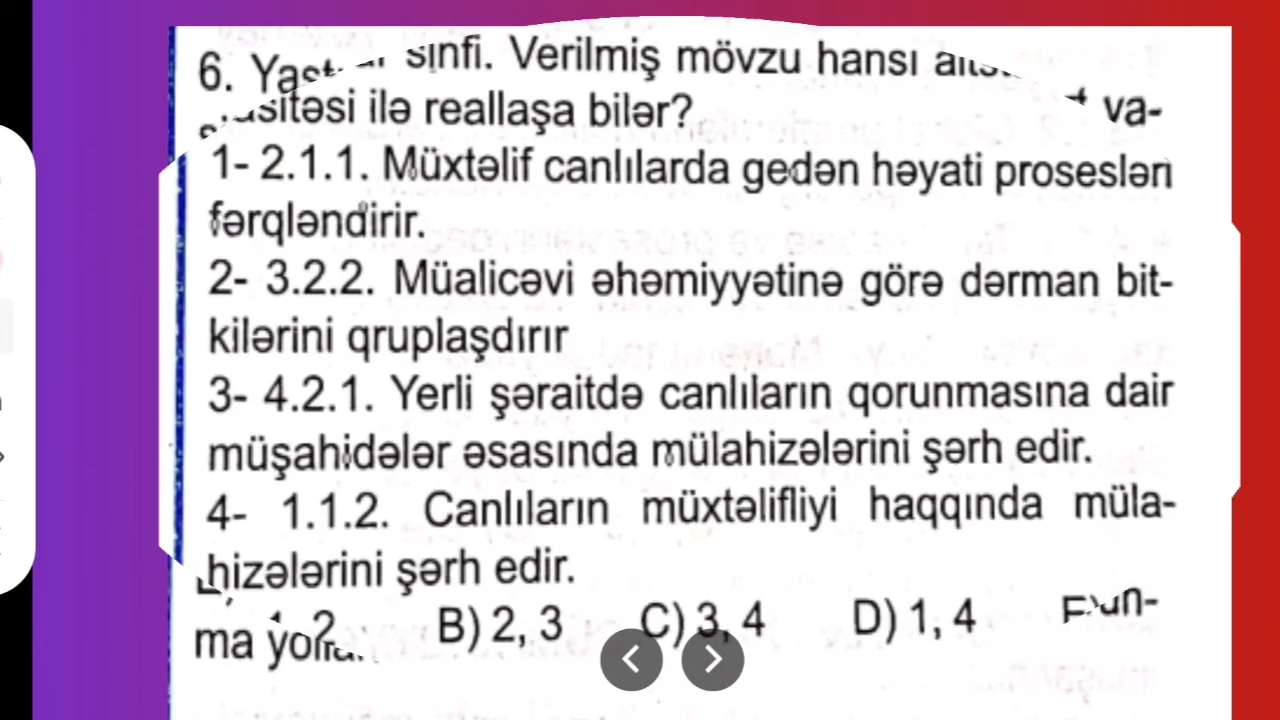 6. sinfi. Verilmiş mövzu hansı
ilə reallaşa bilər? va-
1- 2.1.1. Müxtəlif canlılarda gedən həyati prosesləri
fərqləndirir.
2- 3.2.2. Müalicəvi əhəmiyyətinə görə dərman bit-
kilərini qruplaşdırır
3- 4.2.1. Yerli şəraitdə canlıların qorunmasına dair
müşahidələr əsasında mülahizələrini şərh edir.
4- 1.1.2. Canlıların müxtəlifliyi haqqında müla-
hizələrini şərh edir.
2 B) 2, 3 C) 3, 4 D) 1, 4
ma